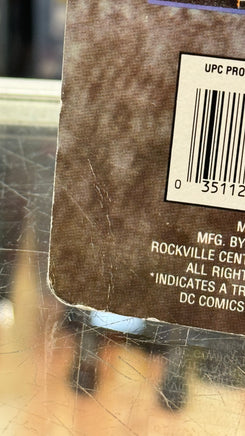 UPC PRO
0 35112
M
MFG. BY
ROCKVILLE CENT
ALL RIGHT
*INDICATES A TR
DC COMICS